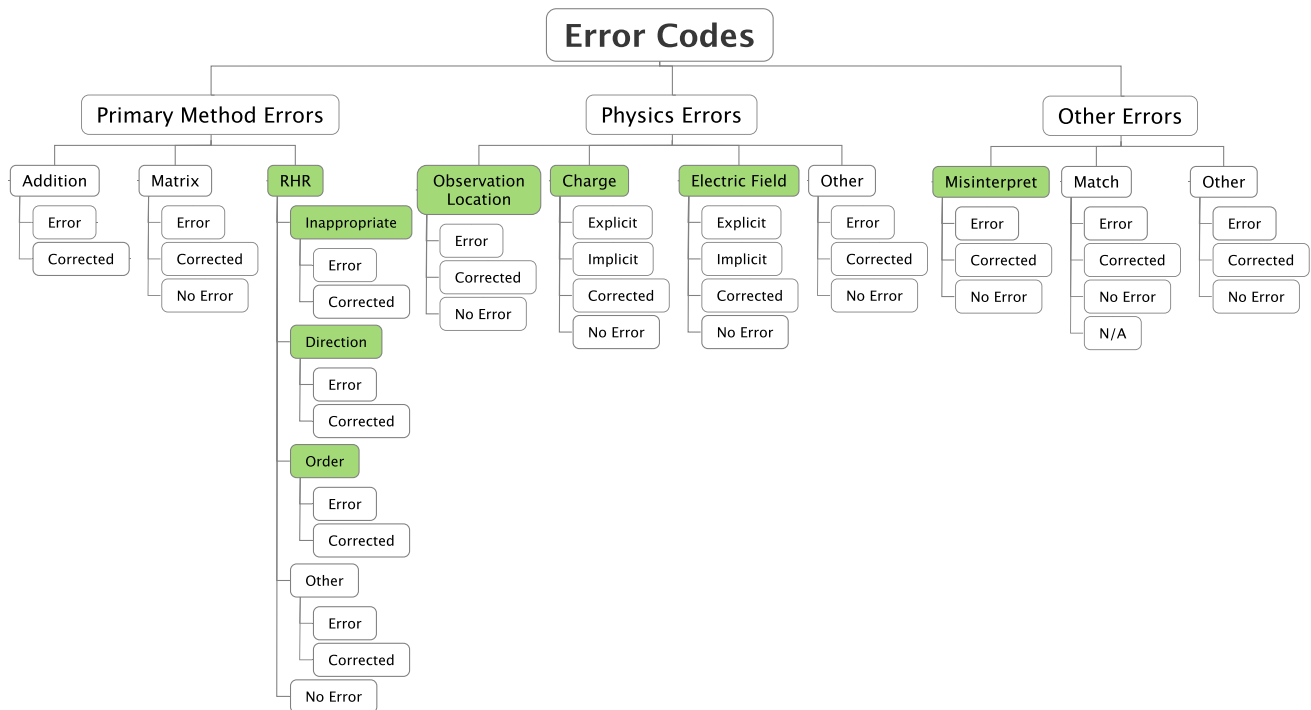 Error Codes
Primary Method Errors
Physics Errors
Other Errors
Addition
Error
Corrected
Matrix
Error
Corrected
No Error
RHR
Inappropriate
Error
Corrected
Direction
Error
Corrected
Order
Error
Corrected
Other
Error
Corrected
No Error
Observation
Location
Error
Corrected
No Error
Charge
Explicit
Implicit
Corrected
No Error
Electric Field
Explicit
Implicit
Corrected
No Error
Other
Error
Corrected
No Error
Misinterpret
Error
Corrected
No Error
Match
Error
Corrected
No Error
N/A
Other
Error
Corrected
No Error